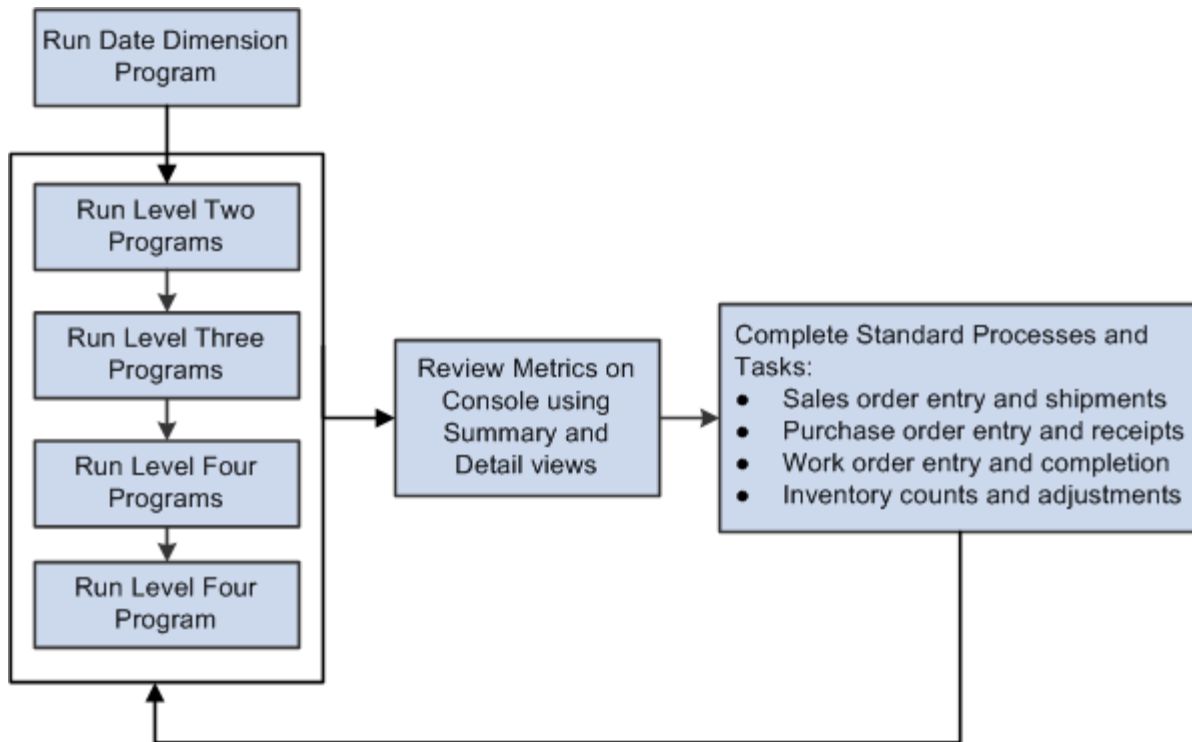 Run Date Dimension
Program
Run Level Two
Programs
Run Level Three
Programs
Run Level Four
Programs
Run Level Four
Program
Review Metrics on
Console using
Summary and
Detail views
Complete Standard Processes and
Tasks:
● Sales order entry and shipments
● Purchase order entry and receipts
● Work order entry and completion
● Inventory counts and adjustments